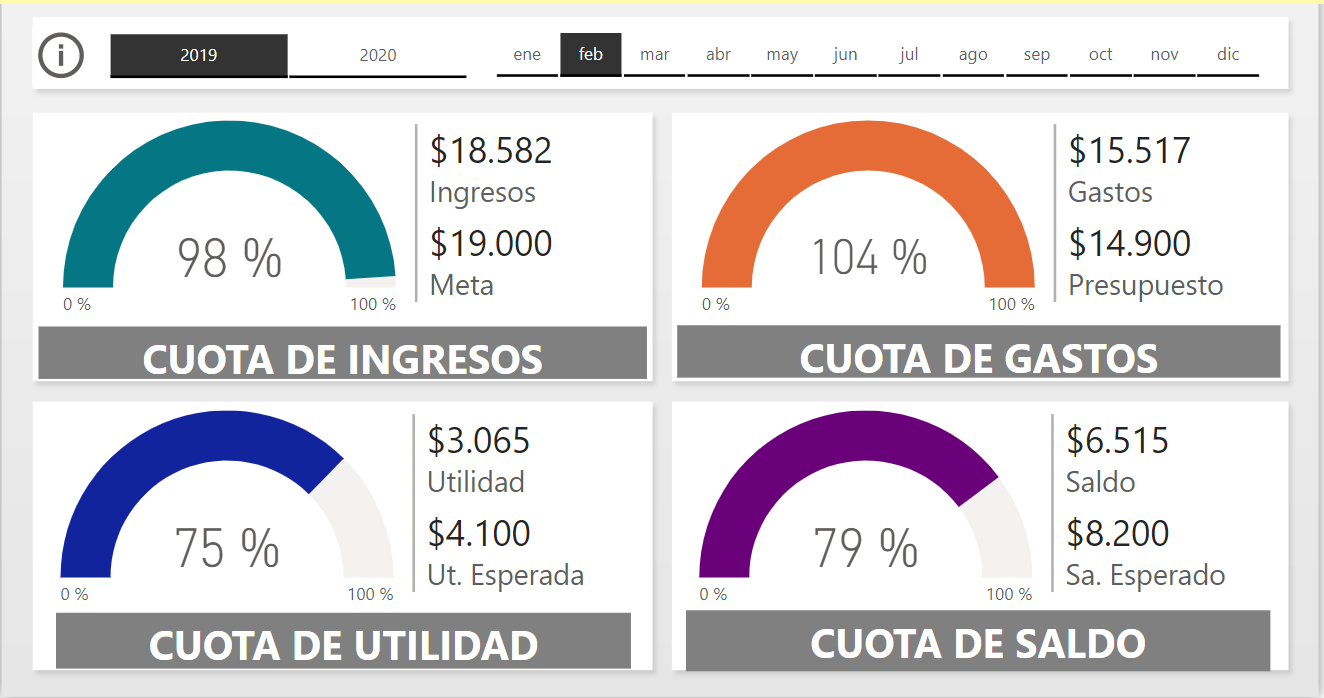 i
2019 2020 ene feb mar abr may jun jul ago sep oct nov dic
98 %
0 % 100 %
$18.582
Ingresos
$19.000
Meta
CUOTA DE INGRESOS
104 %
0 % 100 %
$15.517
Gastos
$14.900
Presupuesto
CUOTA DE GASTOS
75 %
0 % 100 %
$3.065
Utilidad
$4.100
Ut. Esperada
CUOTA DE UTILIDAD
79 %
0 % 100 %
$6.515
Saldo
$8.200
Sa. Esperado
CUOTA DE SALDO